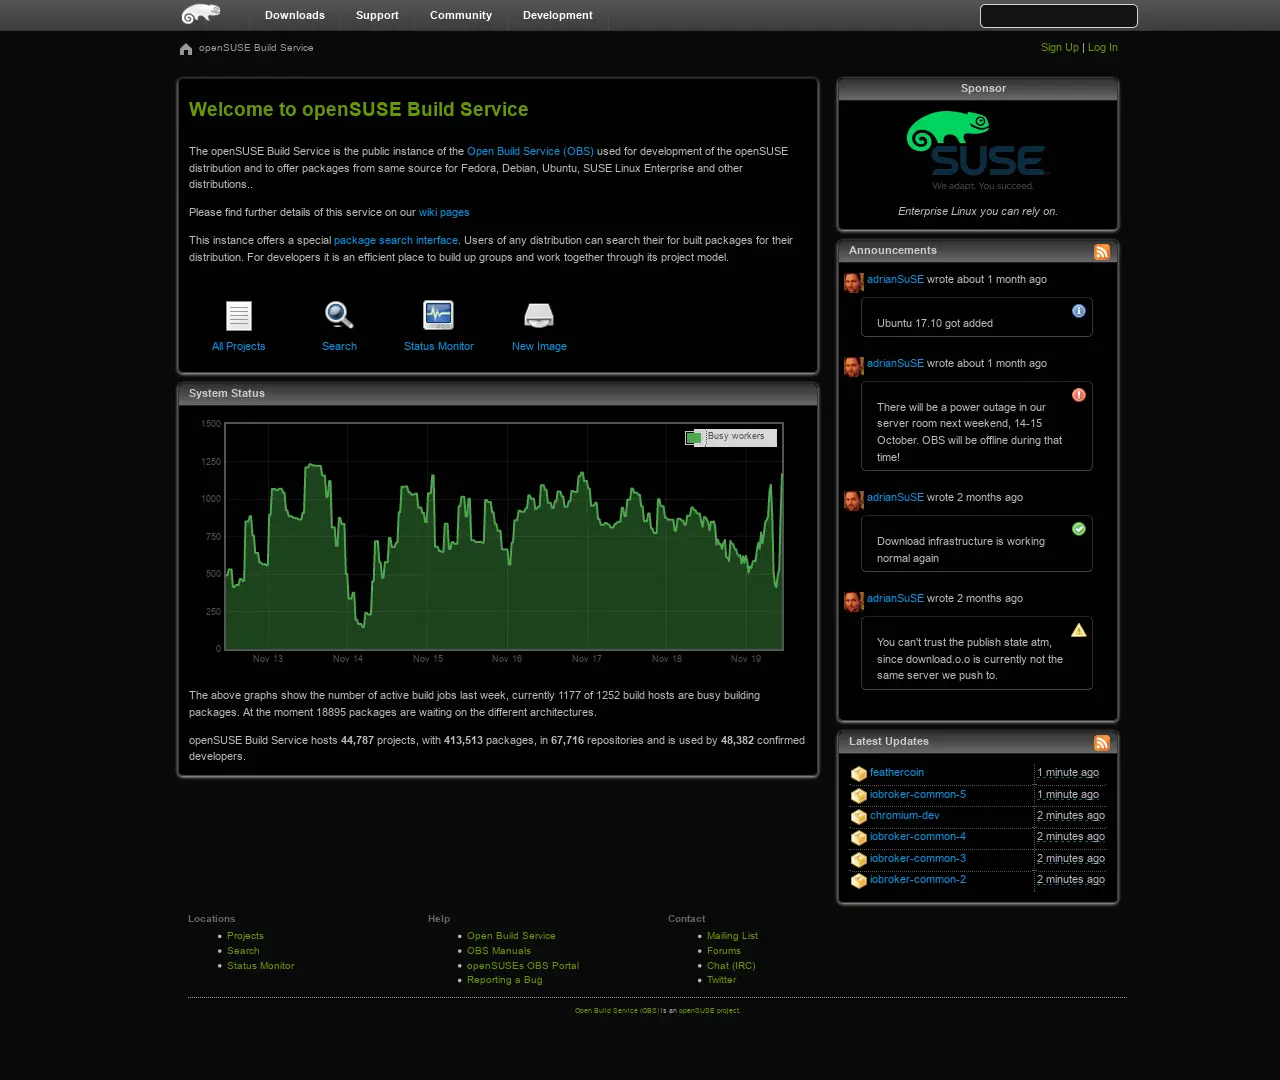 Downloads Support Community Development
openSUSE Build Service
Sign Up | Log In
Welcome to openSUSE Build Service
The openSUSE Build Service is the public instance of the Open Build Service (OBS) used for development of the openSUSE
distribution and to offer packages from same source for Fedora, Debian, Ubuntu, SUSE Linux Enterprise and other
distributions..
Please find further details of this service on our wiki pages
This instance offers a special package search interface. Users of any distribution can search their for built packages for their
distribution. For developers it is an efficient place to build up groups and work together through its project model.
All Projects
Search
Status Monitor
New Image
System Status
1500
1250
1000
750
500
250
0
Busy workers
Nov 13 Nov 14 Nov 15 Nov 16 Nov 17 Nov 18 Nov 19
The above graphs show the number of active build jobs last week, currently 1177 of 1252 build hosts are busy building
packages. At the moment 18895 packages are waiting on the different architectures.
openSUSE Build Service hosts 44,787 projects, with 413,513 packages, in 67,716 repositories and is used by 48,382 confirmed
developers.
Sponsor
SUSE
We adapt. You succeed.
Enterprise Linux you can rely on.
Announcements
adrianSuSE wrote about 1 month ago
Ubuntu 17.10 got added
adrianSuSE wrote about 1 month ago
There will be a power outage in our
server room next weekend, 14-15
October. OBS will be offline during that
time!
adrianSuSE wrote 2 months ago
Download infrastructure is working
normal again
adrianSuSE wrote 2 months ago
You can't trust the publish state atm,
since download.o.o is currently not the
same server we push to.
Latest Updates
feathercoin 1 minute ago
iobroker-common-5 1 minute ago
chromium-dev 2 minutes ago
iobroker-common-4 2 minutes ago
iobroker-common-3 2 minutes ago
iobroker-common-2 2 minutes ago
Locations
Projects
Search
Status Monitor
Help
Open Build Service
OBS Manuals
openSUSEs OBS Portal
Reporting a Bug
Contact
Mailing List
Forums
Chat (IRC)
Twitter
Open Build Service (OBS) is an openSUSE project.